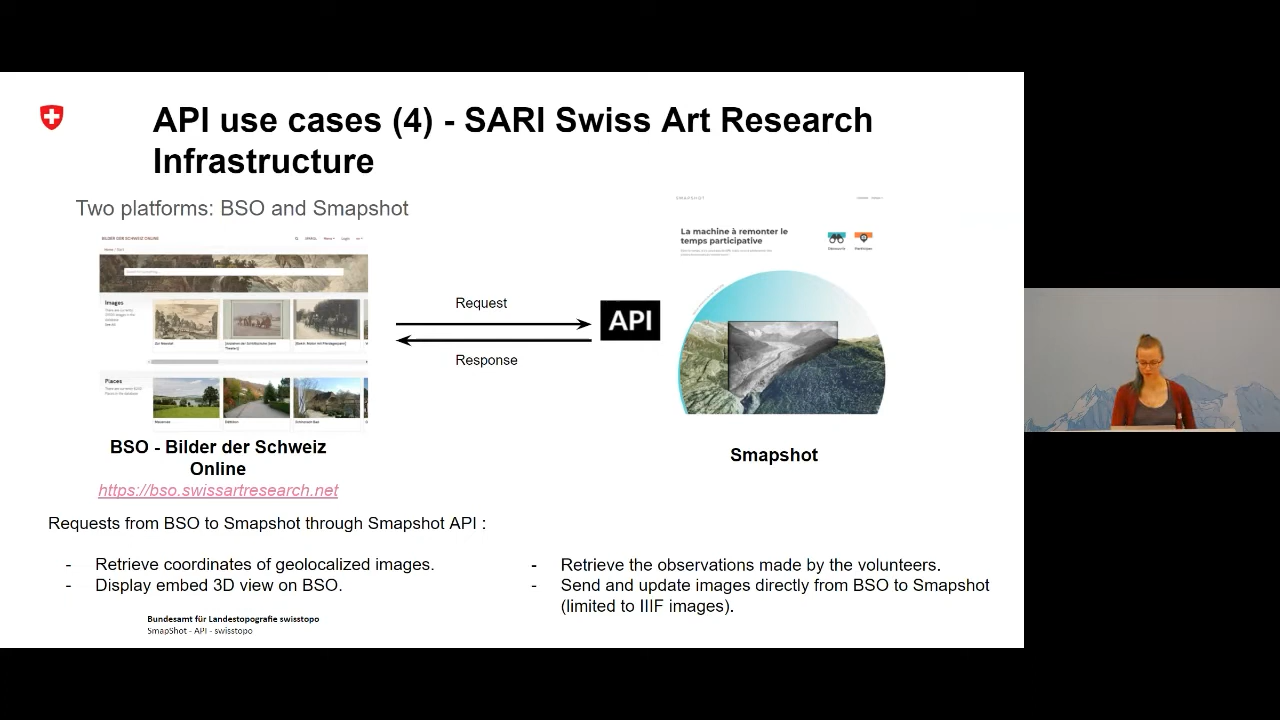 API use cases (4) - SARI Swiss Art Research
Infrastructure
Two platforms: BSO and Smapshot
BILDER DER SCHWEIZ ONLINE
Images
Places
SMAPSHOT
La machine à remonter le
temps participative
Request
API
Response
BSO - Bilder der Schweiz
Online
https://bso.swissartresearch.net
Smapshot
Requests from BSO to Smapshot through Smapshot API :
- Retrieve coordinates of geolocalized images.
- Display embed 3D view on BSO.
- Retrieve the observations made by the volunteers.
- Send and update images directly from BSO to Smapshot
(limited to IIIF images).
Bundesamt für Landestopografie swisstopo
SmapShot - API - swisstopo